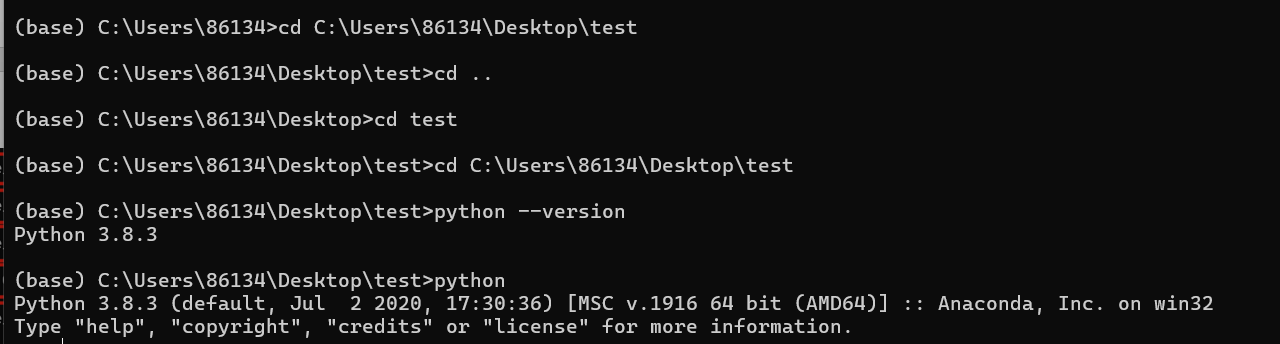 (base) C:\Users\86134>cd C:\Users\86134\Desktop\test
(base) C:\Users\86134\Desktop\test>cd ..
(base) C:\Users\86134\Desktop>cd test
(base) C:\Users\86134\Desktop\test>cd C:\Users\86134\Desktop\test
(base) C:\Users\86134\Desktop\test>python --version
Python 3.8.3
(base) C:\Users\86134\Desktop\test>python
Python 3.8.3 (default, Jul  2 2020, 17:30:36) [MSC v.1916 64 bit (AMD64)] :: Anaconda, Inc. on win32
Type "help", "copyright", "credits" or "license" for more information.